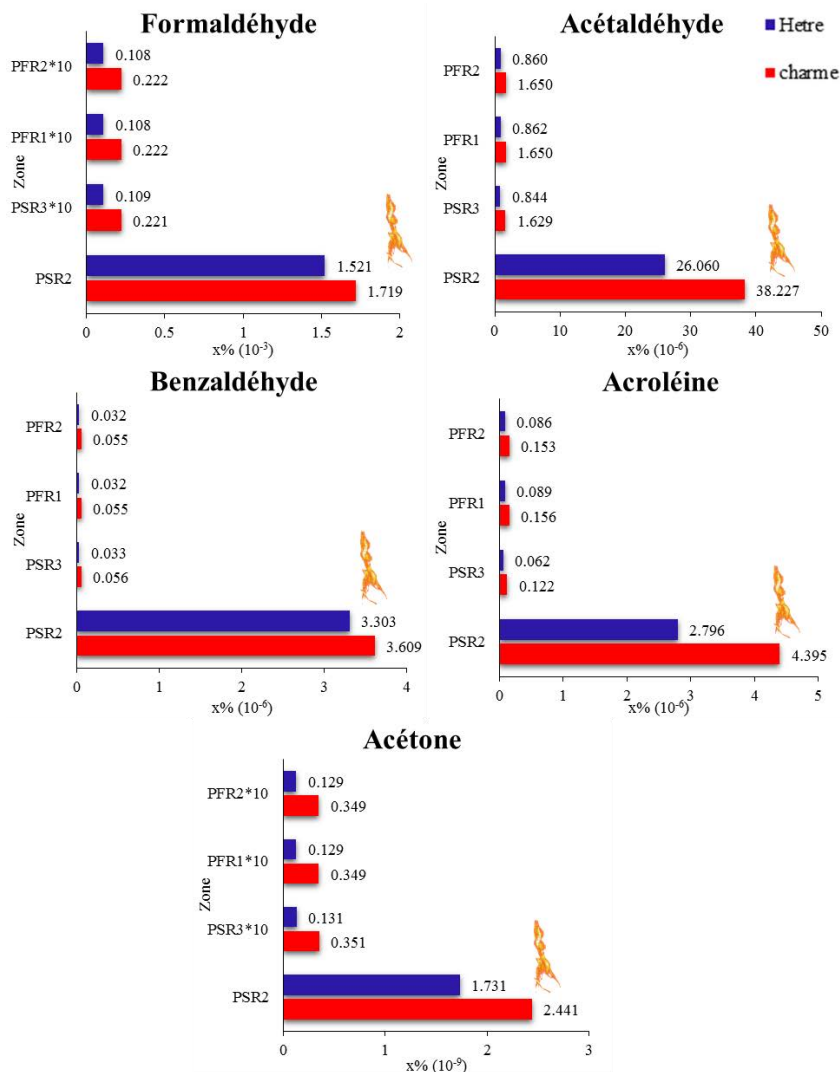 Formaldéhyde
PFR2*10
0.108
0.222
PFR1*10
0.108
0.222
PSR3*10
0.109
0.221
PSR2
1.521
1.719
Zone
0 0.5 1 1.5 2
x% (10-3)
Acétaldéhyde
Hetre
charme
PFR2
0.860
1.650
PFR1
0.862
1.650
PSR3
0.844
1.629
PSR2
26.060
38.227
Zone
0 10 20 30 40 50
x% (10-6)
Benzaldéhyde
PFR2
0.032
0.055
PFR1
0.032
0.055
PSR3
0.033
0.056
PSR2
3.303
3.609
Zone
0 1 2 3 4
x% (10-6)
Acroléine
PFR2
0.086
0.153
PFR1
0.089
0.156
PSR3
0.062
0.122
PSR2
2.796
4.395
Zone
0 1 2 3 4 5
x% (10-6)
Acétone
PFR2*10
0.129
0.349
PFR1*10
0.129
0.349
PSR3*10
0.131
0.351
PSR2
1.731
2.441
Zone
0 1 2 3
x% (10-9)